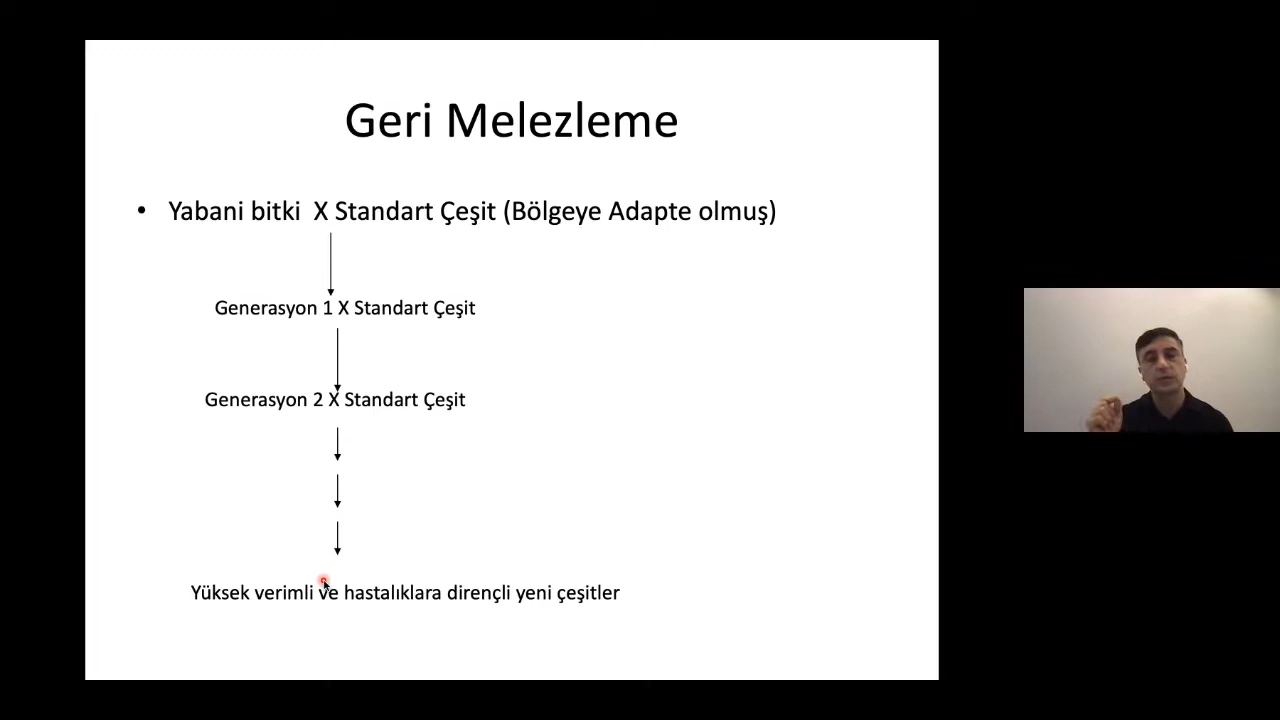 Geri Melezleme
• Yabani bitki X Standart Çeşit (Bölgeye Adapte olmuş)
Generasyon 1 X Standart Çeşit
Generasyon 2 X Standart Çeşit
Yüksek verimli ve hastalıklara dirençli yeni çeşitler